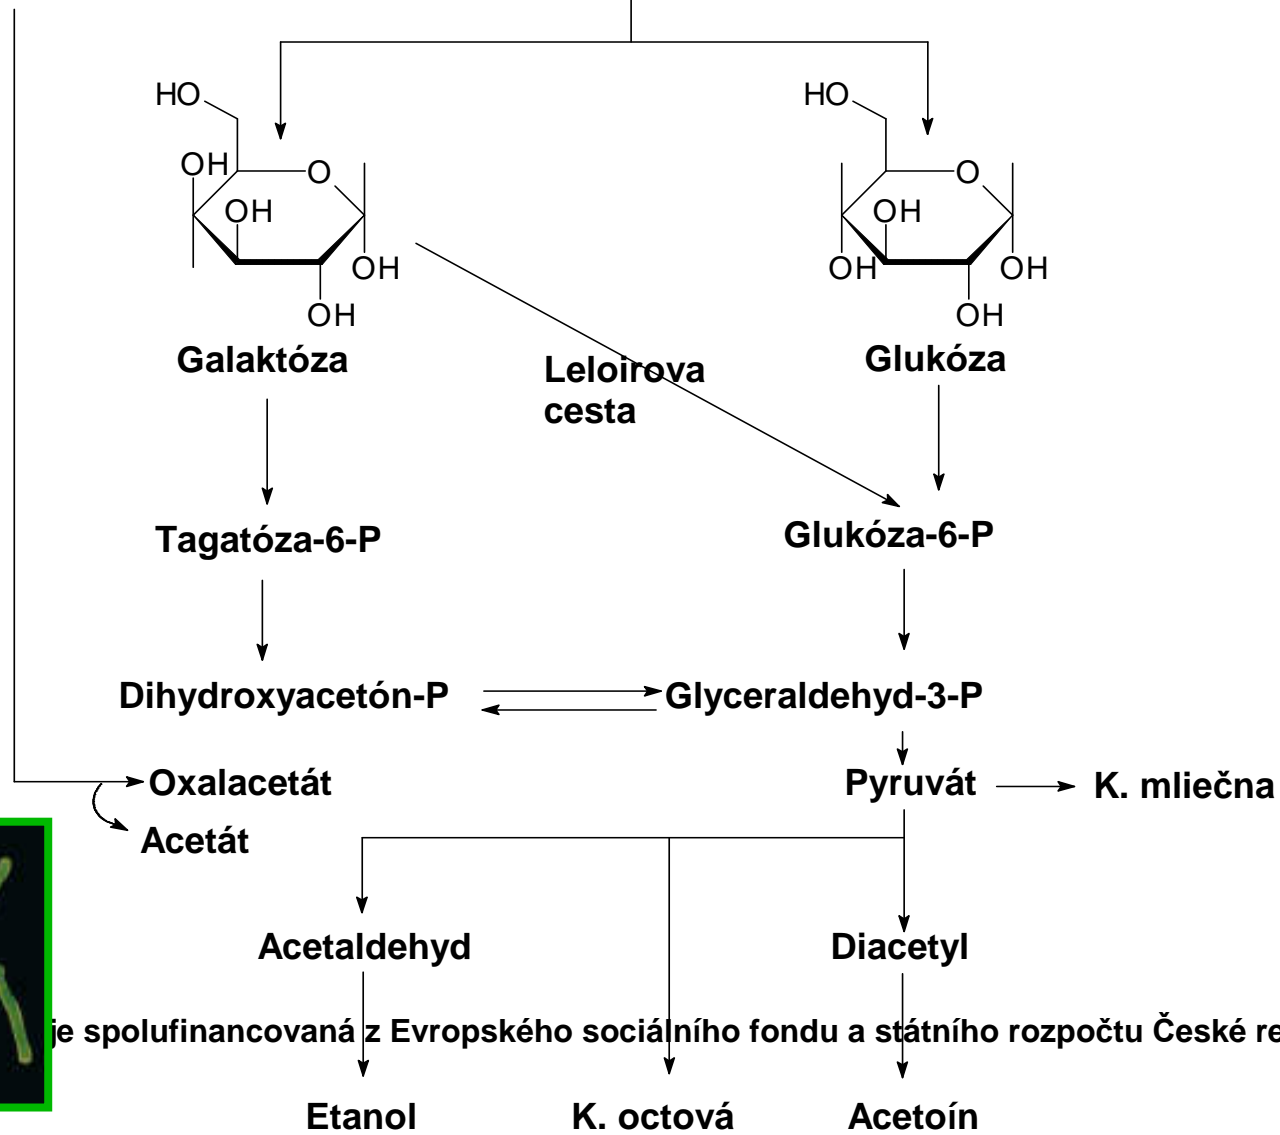 HO
HO
OH
O
O
OH
OH
OH
OH
OH
OH
OH
Galaktóza
Glukóza
Leloirova
cesta
Tagatóza-6-P
Glukóza-6-P
Dihydroxyacetón-P
Glyceraldehyd-3-P
Oxalacetát
Pyruvát
K. mliečna
Acetát
Acetaldehyd
Diacetyl
je spolufinancovaná z Evropského sociálního fondu a státního rozpočtu České re
Etanol
K. octová
Acetoín